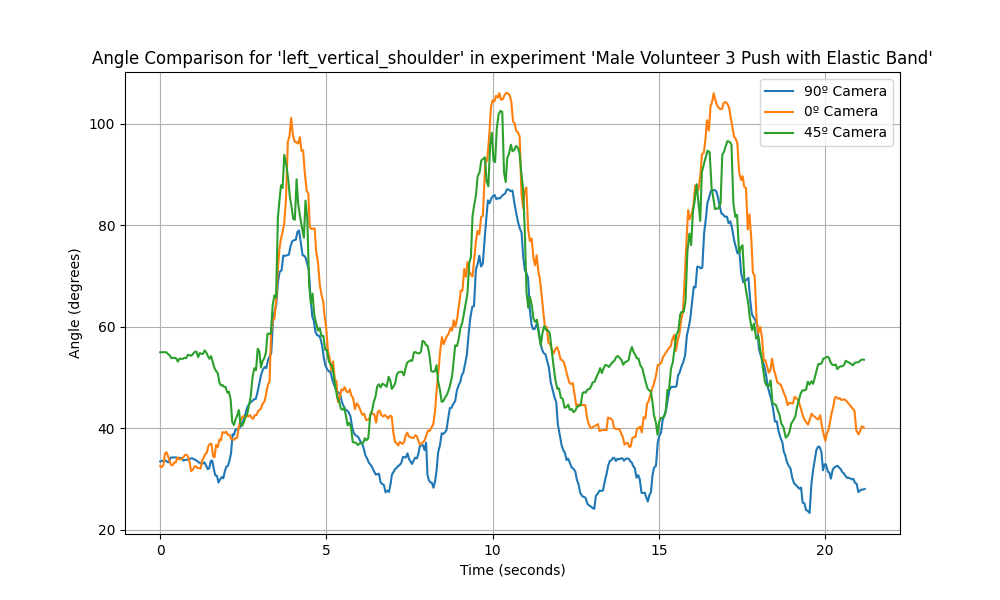 Angle Comparison for 'left_vertical_shoulder' in experiment 'Male Volunteer 3 Push with Elastic Band'
90º Camera
0º Camera
45º Camera
100
80
60
40
20
Angle (degrees)
0
5
10
15
20
Time (seconds)